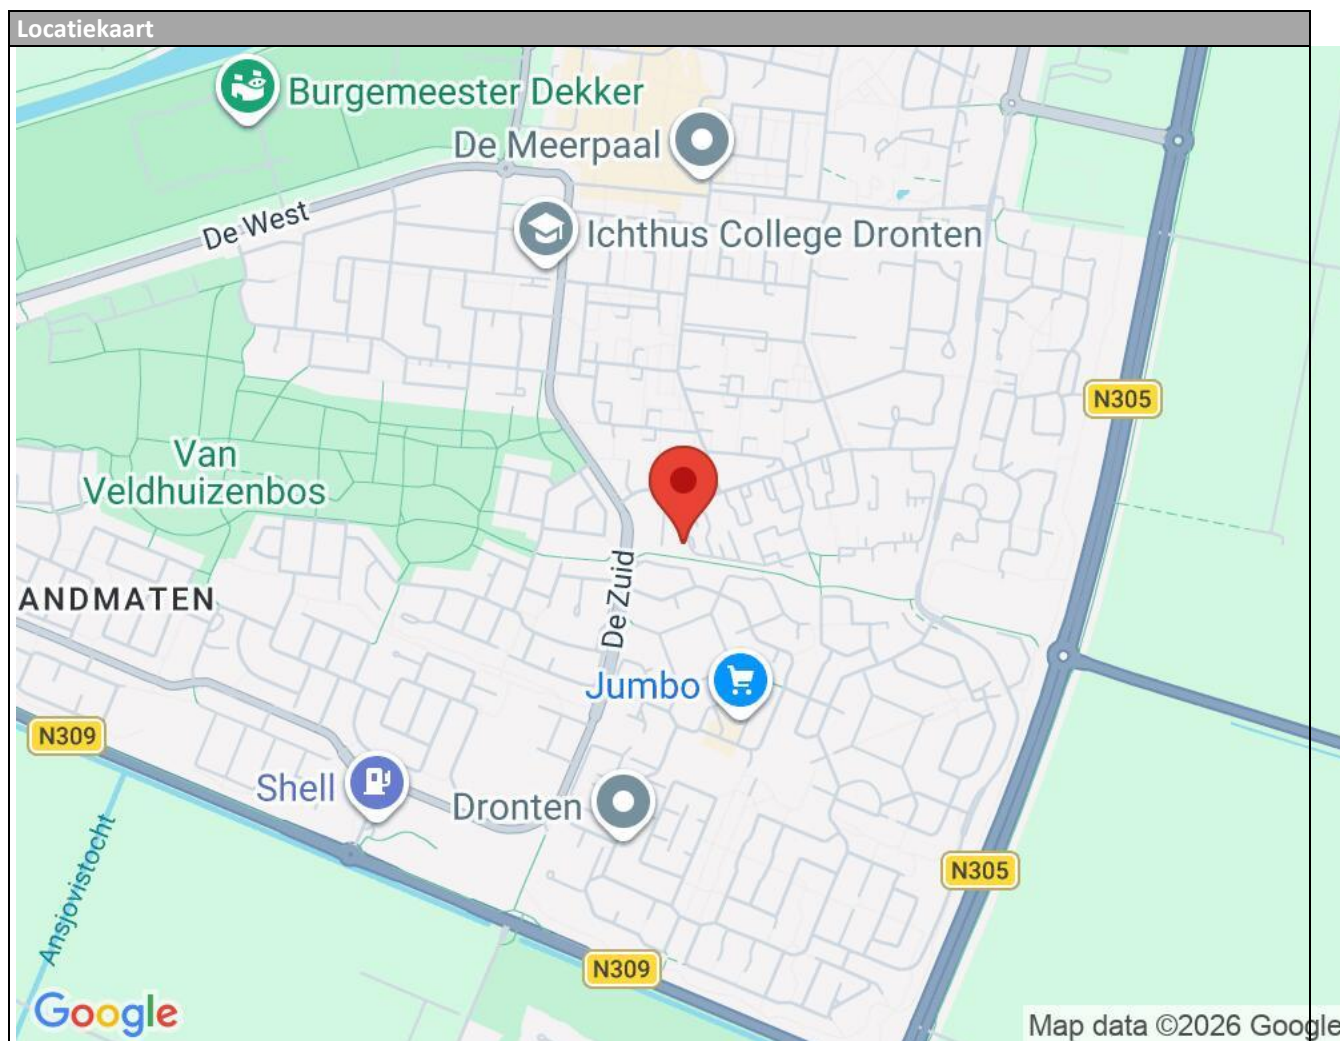 Locatiekaart
Burgemeester Dekker
De Meerpaal
De West
Ichthus College Dronten
N305
Van
Veldhuizenbos
De Zuid
ANDMATEN
Jumbo
N309
Shell
Dronten
N305
Ansjovistocht
N309
Google
Map data ©2026 Google